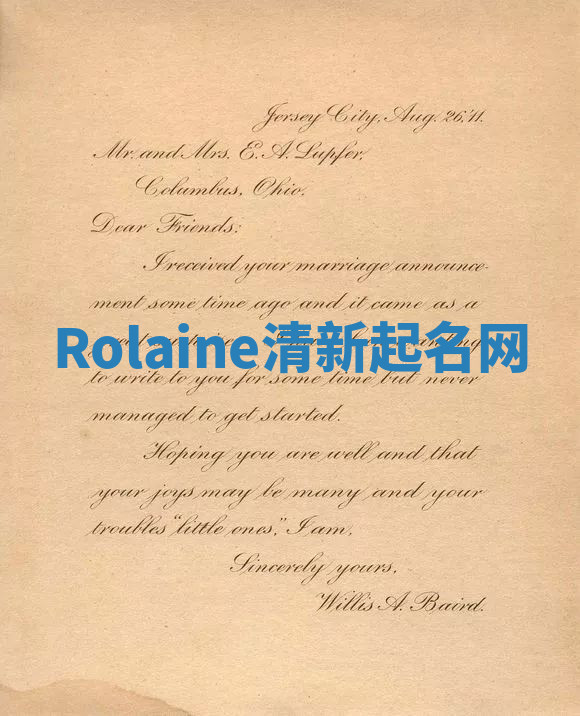 Jersey City, Aug. 26, '11.
Mr. and Mrs. E. A. Lupfer,
Columbus, Ohio.
Dear Friends:
I received your marriage announce-
ment some time ago and it came as a
Rolaine清新起名网
to write to you for some time but never
managed to get started.
Hoping you are well and that
your joys may be many and your
troubles "little ones," I am,
Sincerely yours,
Willis A. Baird.